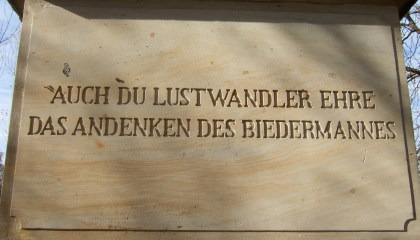 AUCH DU LUSTWANDLER EHRE
DAS ANDENKEN DES BIEDERMANNES